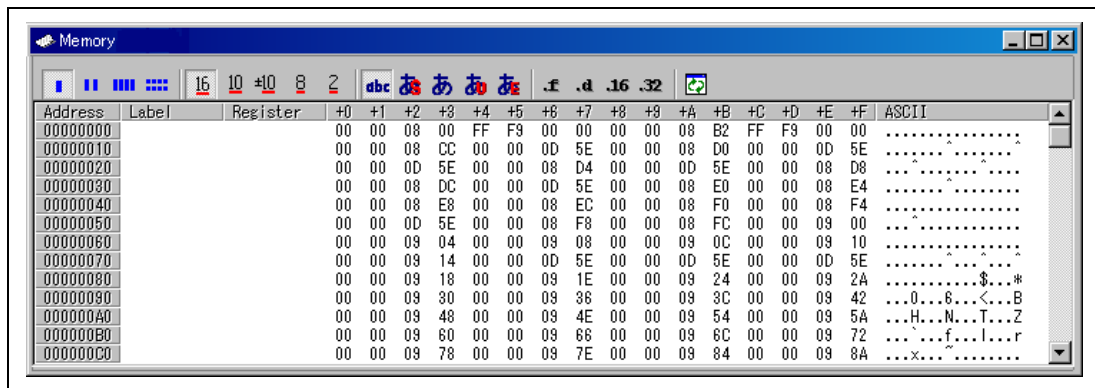 Memory
16 10 ±10 8 2 abc あS あ あD あE .f .d .16 .32
Address Label Register +0 +1 +2 +3 +4 +5 +6 +7 +8 +9 +A +B +C +D +E +F ASCII
00000000 00 00 08 00 FF F9 00 00 00 00 08 B2 FF F9 00 00 ................
00000010 00 00 08 CC 00 00 0D 5E 00 00 08 D0 00 00 0D 5E .......^.......^
00000020 00 00 0D 5E 00 00 08 D4 00 00 0D 5E 00 00 08 D8 ...^.......^....
00000030 00 00 08 DC 00 00 0D 5E 00 00 08 E0 00 00 08 E4 .......^........
00000040 00 00 08 E8 00 00 08 EC 00 00 08 F0 00 00 08 F4 ................
00000050 00 00 0D 5E 00 00 08 F8 00 00 08 FC 00 00 09 00 ...^............
00000060 00 00 09 04 00 00 09 08 00 00 09 0C 00 00 09 10 ................
00000070 00 00 09 14 00 00 0D 5E 00 00 0D 5E 00 00 0D 5E .......^...^...^
00000080 00 00 09 18 00 00 09 1E 00 00 09 24 00 00 09 2A ...........$...*
00000090 00 00 09 30 00 00 09 36 00 00 09 3C 00 00 09 42 ...0...6...<...B
000000A0 00 00 09 48 00 00 09 4E 00 00 09 54 00 00 09 5A ...H...N...T...Z
000000B0 00 00 09 60 00 00 09 66 00 00 09 6C 00 00 09 72 ...`...f...l...r
000000C0 00 00 09 78 00 00 09 7E 00 00 09 84 00 00 09 8A ...x...~........